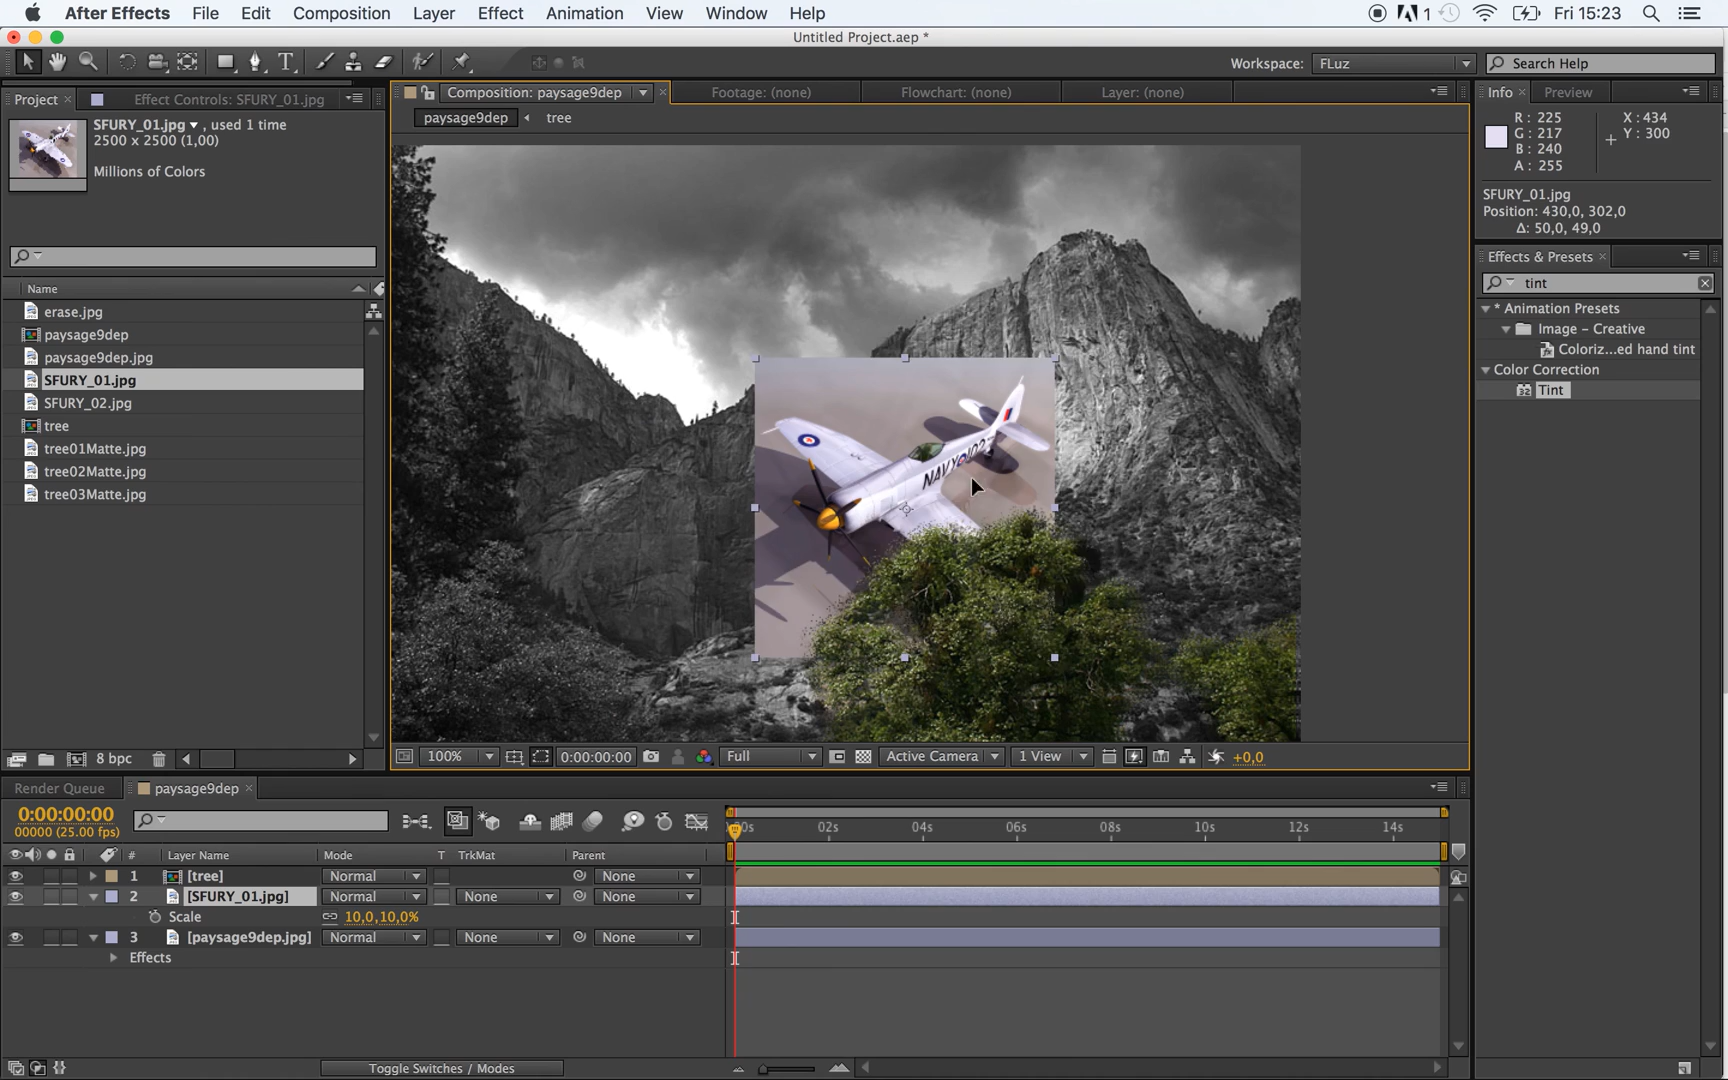 After Effects File Edit Composition Layer Effect Animation View Window Help 1 Fri 15:23
Untitled Project.aep *
Workspace: FLuz Search Help
Project × Effect Controls: SFURY_01.jpg
Composition: paysage9dep × Footage: (none) Flowchart: (none) Layer: (none)
Info × Preview
SFURY_01.jpg , used 1 time
2500 x 2500 (1,00)
Millions of Colors
paysage9dep tree
R : 225
G : 217
B : 240
A : 255
X : 434
Y : 300
SFURY_01.jpg
Position: 430,0, 302,0
Δ: 50,0, 49,0
Effects & Presets ×
tint
* Animation Presets
Image – Creative
Coloriz...ed hand tint
Color Correction
32
Tint
Name
erase.jpg
paysage9dep
paysage9dep.jpg
SFURY_01.jpg
SFURY_02.jpg
tree
tree01Matte.jpg
tree02Matte.jpg
tree03Matte.jpg
NAVY 102
8 bpc
100% 0:00:00:00 Full Active Camera 1 View +0,0
Render Queue paysage9dep ×
0:00:00:00
00000 (25.00 fps)
00s 02s 04s 06s 08s 10s 12s 14s
# Layer Name Mode T TrkMat Parent
1 [tree] Normal None
2 [SFURY_01.jpg] Normal None None
Scale 10,0,10,0%
3 [paysage9dep.jpg] Normal None None
Effects
Toggle Switches / Modes